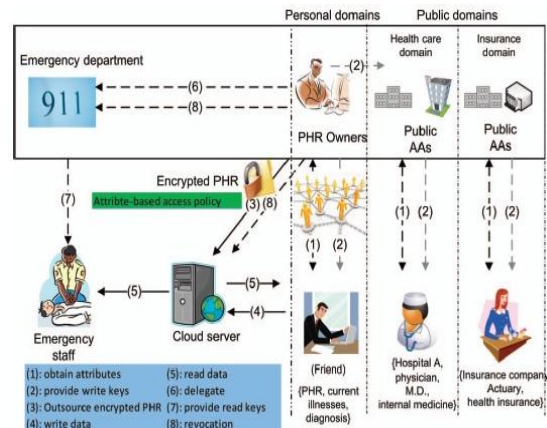 Personal domains
Public domains
Emergency department
911
(6)
(8)
(2)
PHR Owners
Health care
domain
Public
AAs
Insurance
domain
Public
AAs
Encrypted PHR
Attribte-based access policy
(3)
(8)
(7)
(1)
(2)
(1)
(2)
(1)
(2)
(5)
(5)
(4)
Emergency
staff
Cloud server
(Friend)
{PHR, current
illnesses,
diagnosis}
{Hospital A,
physician,
M.D.,
internal medicine}
{Insurance company,
Actuary,
health insurance}
(1): obtain attributes
(2): provide write keys
(3): Outsource encrypted PHR
(4): write data
(5): read data
(6): delegate
(7): provide read keys
(8): revocation